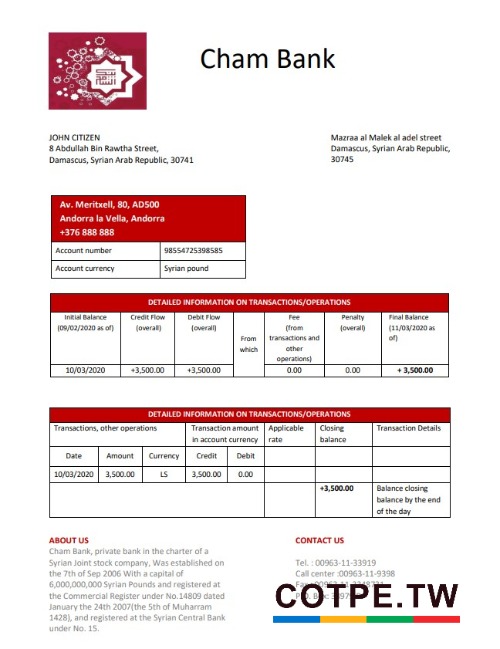 Cham Bank
JOHN CITIZEN
8 Abdullah Bin Rawtha Street,
Damascus, Syrian Arab Republic, 30741
Mazraa al Malek al adel street
Damascus, Syrian Arab Republic,
30745
Av. Meritxell, 80, AD500
Andorra la Vella, Andorra
+376 888 888
Account number 98554725398585
Account currency Syrian pound
DETAILED INFORMATION ON TRANSACTIONS/OPERATIONS
Initial Balance (09/02/2020 as of) Credit Flow (overall) Debit Flow (overall) From which Fee (from transactions and other operations) Penalty (overall) Final Balance (11/03/2020 as of)
10/03/2020 +3,500.00 +3,500.00 0.00 0.00 + 3,500.00
DETAILED INFORMATION ON TRANSACTIONS/OPERATIONS
Transactions, other operations Transaction amount in account currency Applicable rate Closing balance Transaction Details
Date Amount Currency Credit Debit
10/03/2020 3,500.00 LS 3,500.00 0.00
+3,500.00 Balance closing balance by the end of the day
ABOUT US
Cham Bank, private bank in the charter of a
Syrian Joint stock company, Was established on
the 7th of Sep 2006 With a capital of
6,000,000,000 Syrian Pounds and registered at
the Commercial Register under No.14809 dated
January the 24th 2007(the 5th of Muharram
1428), and registered at the Syrian Central Bank
under No. 15.
CONTACT US
Tel. : 00963-11-33919
Call center :00963-11-9398
COTPE.TW